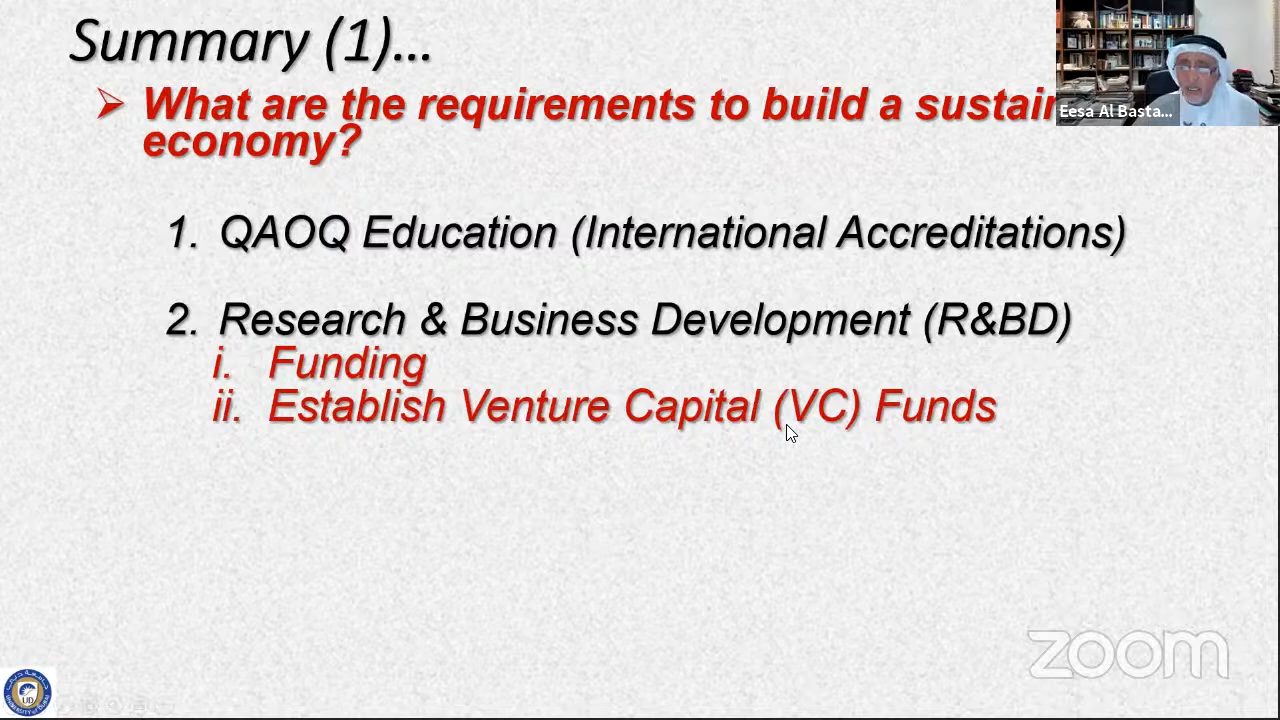 Summary (1)...
What are the requirements to build a sustain
economy?
Eesa Al Basta...
1. QAOQ Education (International Accreditations)
2. Research & Business Development (R&BD)
i. Funding
ii. Establish Venture Capital (VC) Funds
zoom
UD